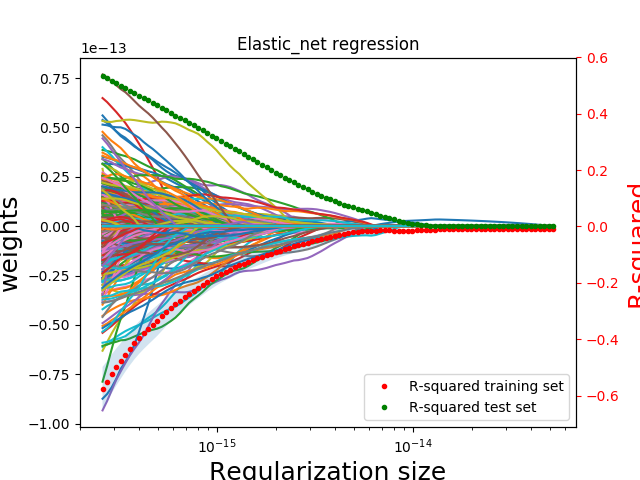 Elastic_net regression
1e−13
0.75
0.50
0.25
0.00
−0.25
−0.50
−0.75
−1.00
weights
0.6
0.4
0.2
0.0
−0.2
−0.4
−0.6
R-squared
R-squared training set
R-squared test set
10−15
10−14
Regularization size